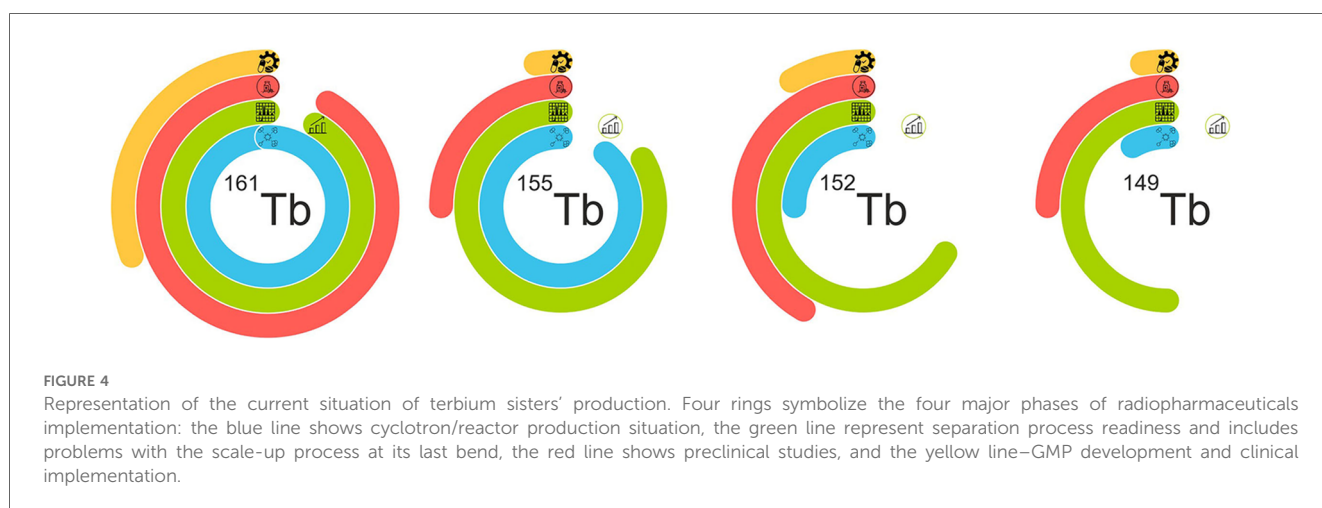 161Tb
155Tb
152Tb
149Tb
FIGURE 4
Representation of the current situation of terbium sisters’ production. Four rings symbolize the four major phases of radiopharmaceuticals
implementation: the blue line shows cyclotron/reactor production situation, the green line represent separation process readiness and includes
problems with the scale-up process at its last bend, the red line shows preclinical studies, and the yellow line–GMP development and clinical
implementation.